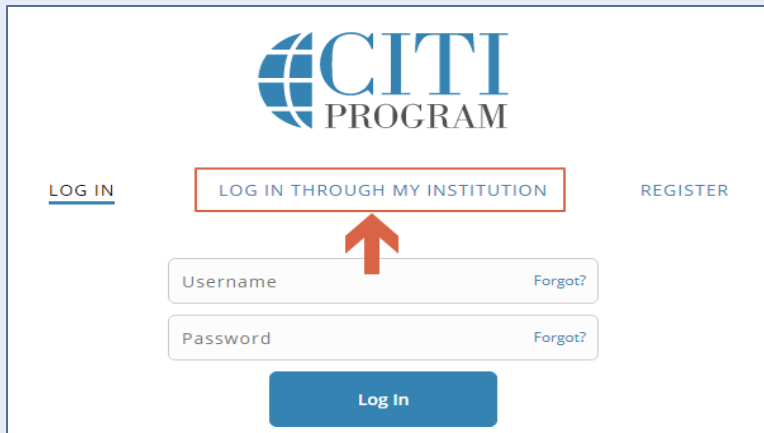 CITI
PROGRAM
LOG IN LOG IN THROUGH MY INSTITUTION REGISTER
Username Forgot?
Password Forgot?
Log In